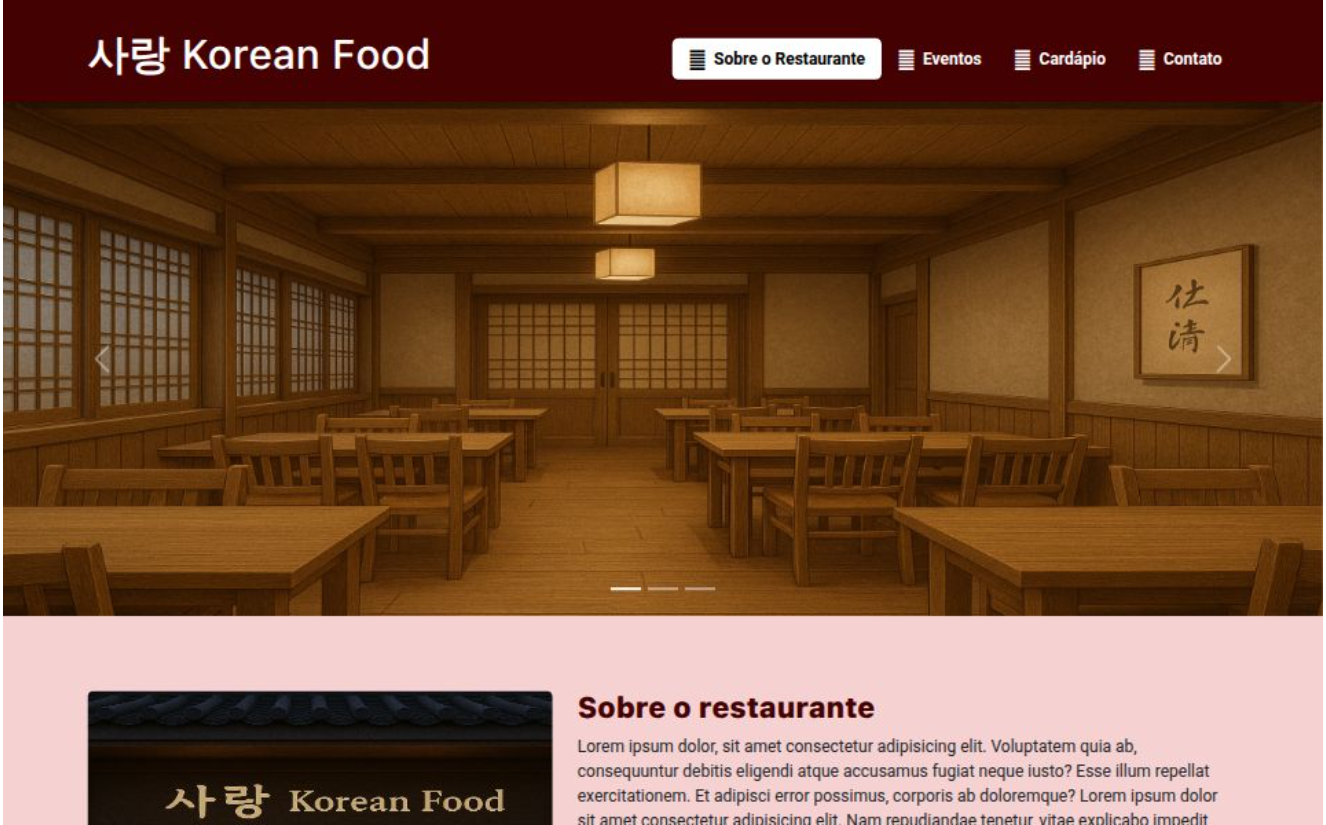 사랑 Korean Food
Sobre o Restaurante
Eventos
Cardápio
Contato
Sobre o restaurante
Lorem ipsum dolor, sit amet consectetur adipisicing elit. Voluptatem quia ab,
consequuntur debitis eligendi atque accusamus fugiat neque iusto? Esse illum repellat
exercitationem. Et adipisci error possimus, corporis ab doloremque? Lorem ipsum dolor
sit amet consectetur adipisicing elit. Nam repudiandae tenetur, vitae explicabo impedit
사랑 Korean Food